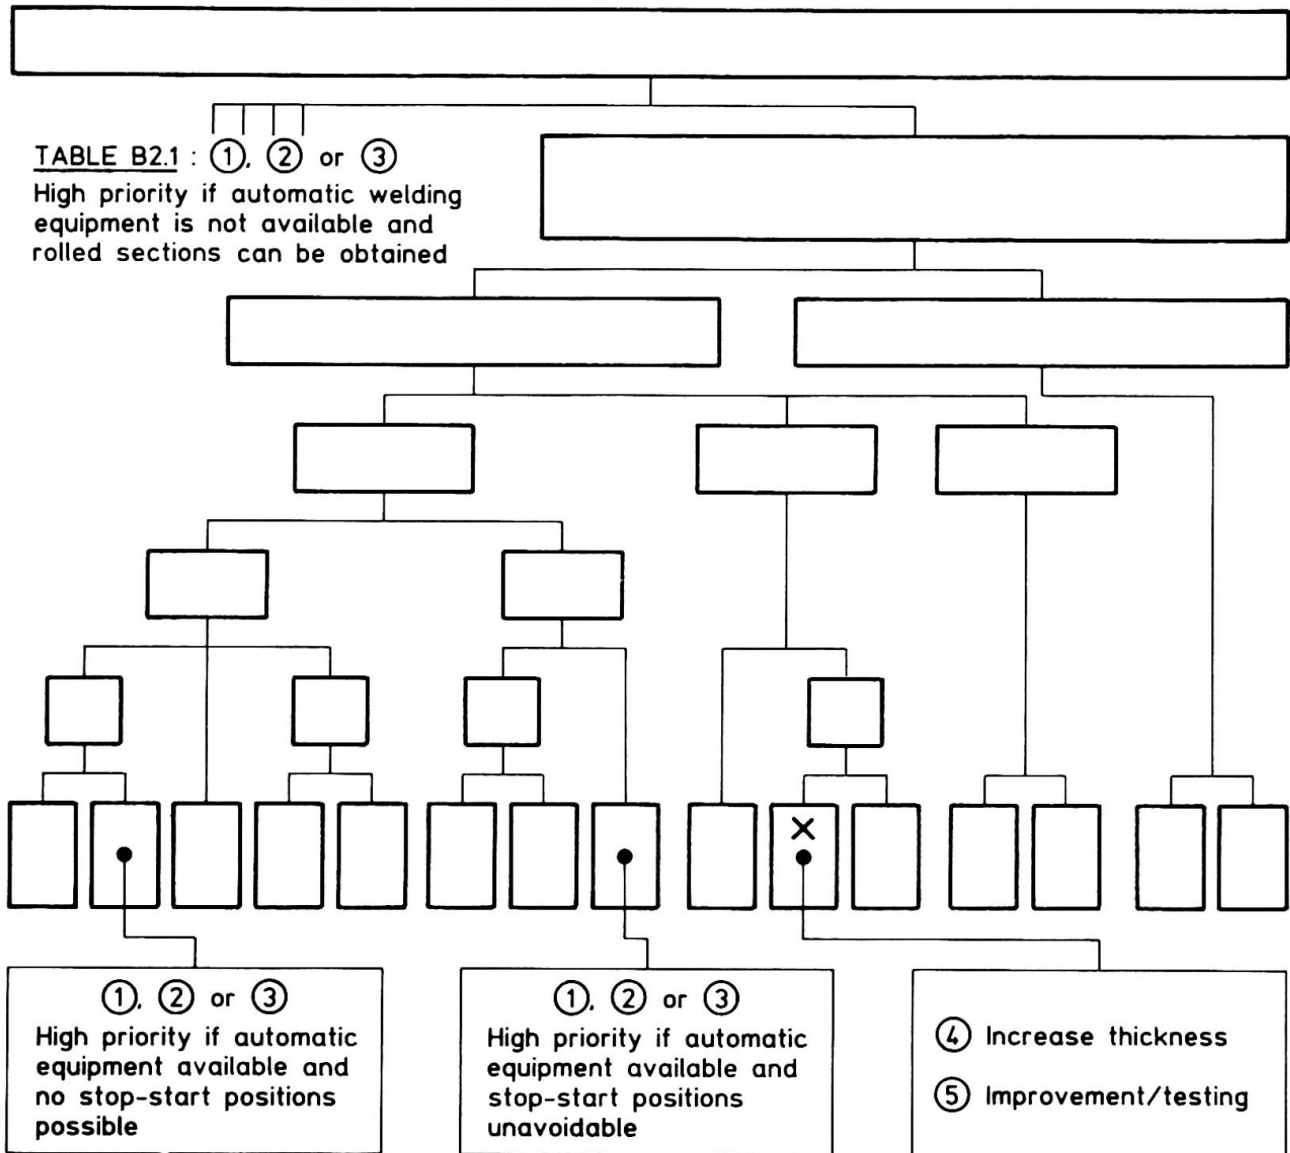 TABLE B2.1 : ①, ② or ③
High priority if automatic welding
equipment is not available and
rolled sections can be obtained
①, ② or ③
High priority if automatic
equipment available and
no stop-start positions
possible
①, ② or ③
High priority if automatic
equipment available and
stop-start positions
unavoidable
④ Increase thickness
⑤ Improvement/testing